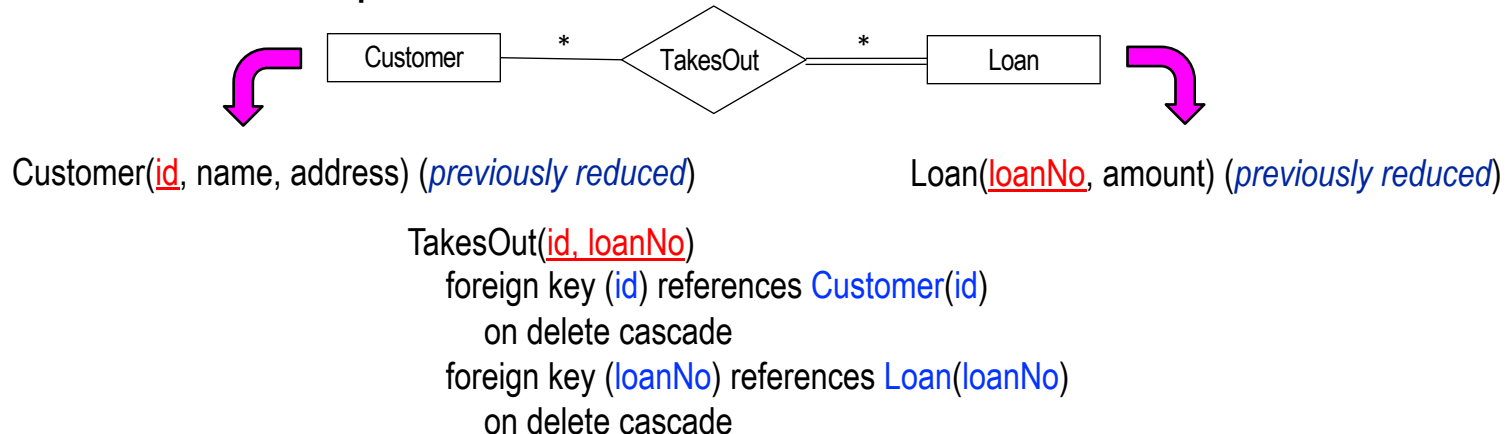 Customer * TakesOut * Loan
Customer(id, name, address) (previously reduced) Loan(loanNo, amount) (previously reduced)
TakesOut(id, loanNo)
foreign key (id) references Customer(id)
on delete cascade
foreign key (loanNo) references Loan(loanNo)
on delete cascade